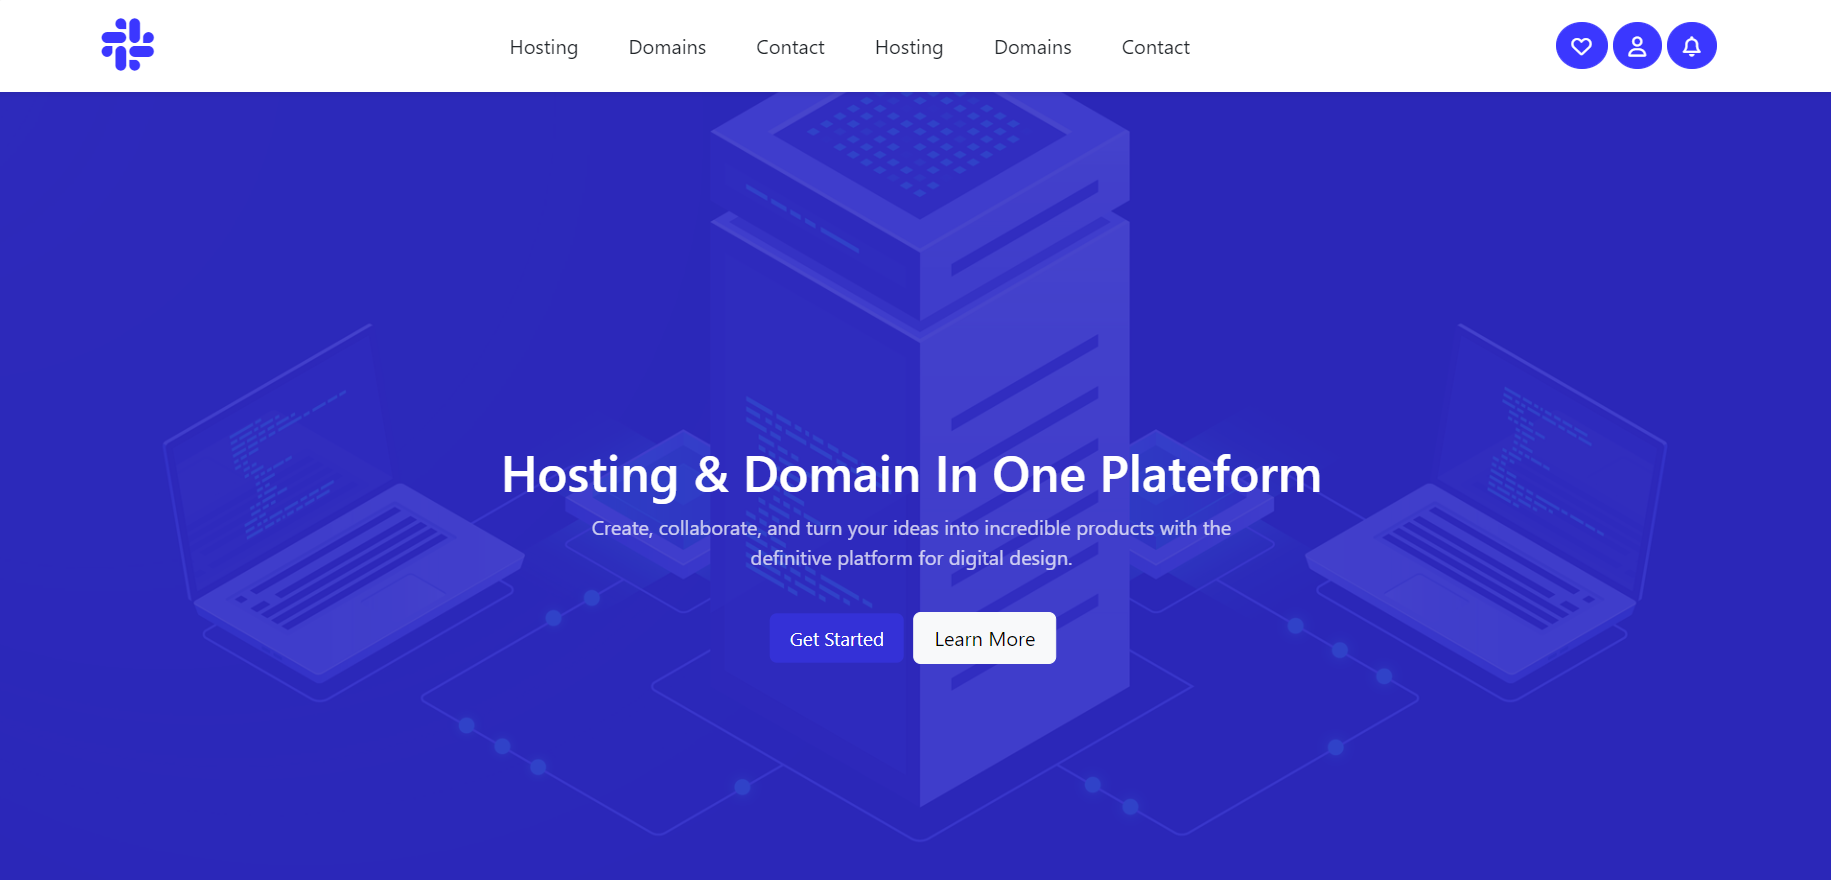 Hosting Domains Contact Hosting Domains Contact
Hosting & Domain In One Plateform
Create, collaborate, and turn your ideas into incredible products with the
definitive platform for digital design.
Get Started Learn More